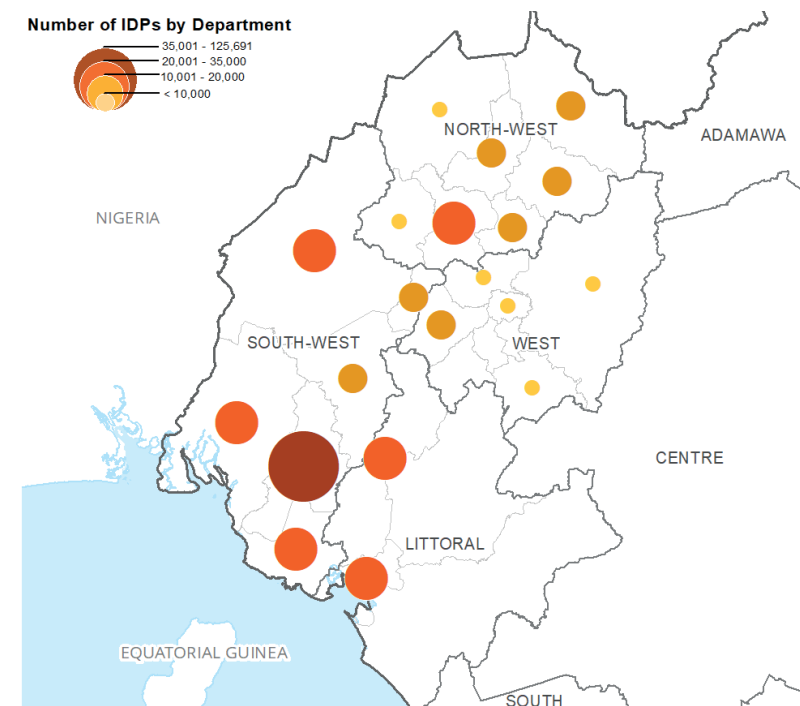 Number of IDPs by Department
35,001 - 125,691
20,001 - 35,000
10,001 - 20,000
< 10,000
NORTH-WEST
ADAMAWA
NIGERIA
SOUTH-WEST
WEST
CENTRE
LITTORAL
EQUATORIAL GUINEA
SOUTH